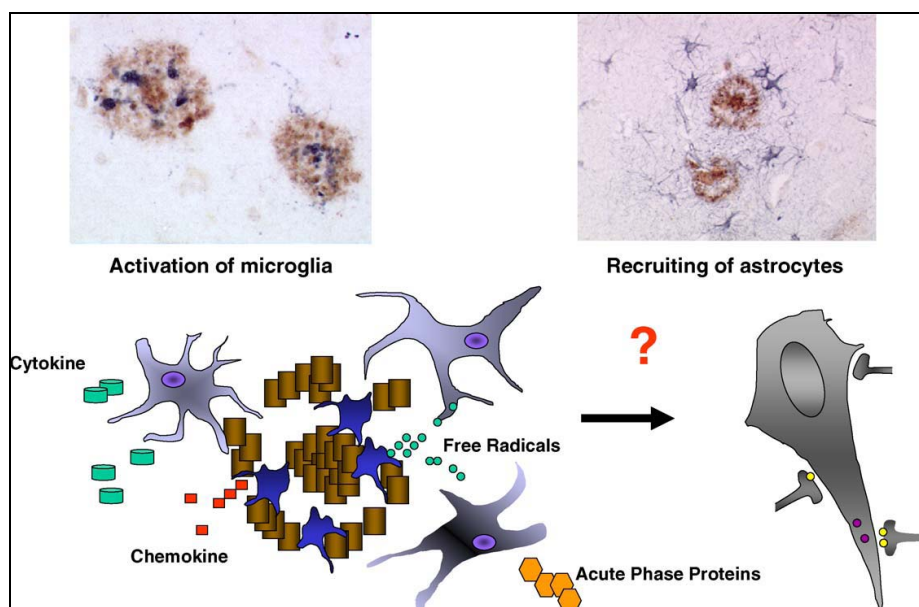 Activation of microglia
Recruiting of astrocytes
Cytokine
?
Free Radicals
Chemokine
Acute Phase Proteins